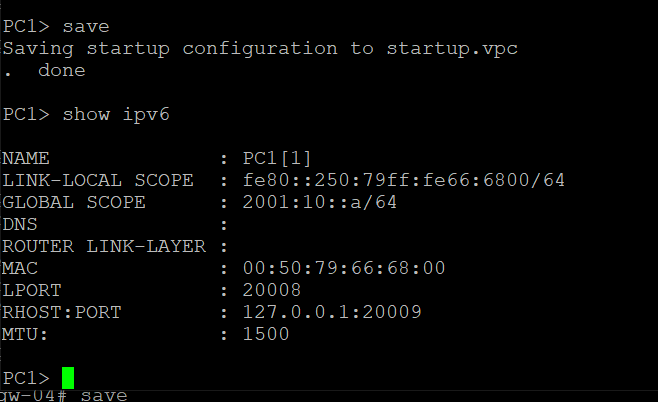 PC1> save
Saving startup configuration to startup.vpc
.  done
PC1> show ipv6
NAME              : PC1[1]
LINK-LOCAL SCOPE  : fe80::250:79ff:fe66:6800/64
GLOBAL SCOPE      : 2001:10::a/64
DNS               :
ROUTER LINK-LAYER :
MAC               : 00:50:79:66:68:00
LPORT             : 20008
RHOST:PORT        : 127.0.0.1:20009
MTU:              : 1500
PC1>
gw-04# save